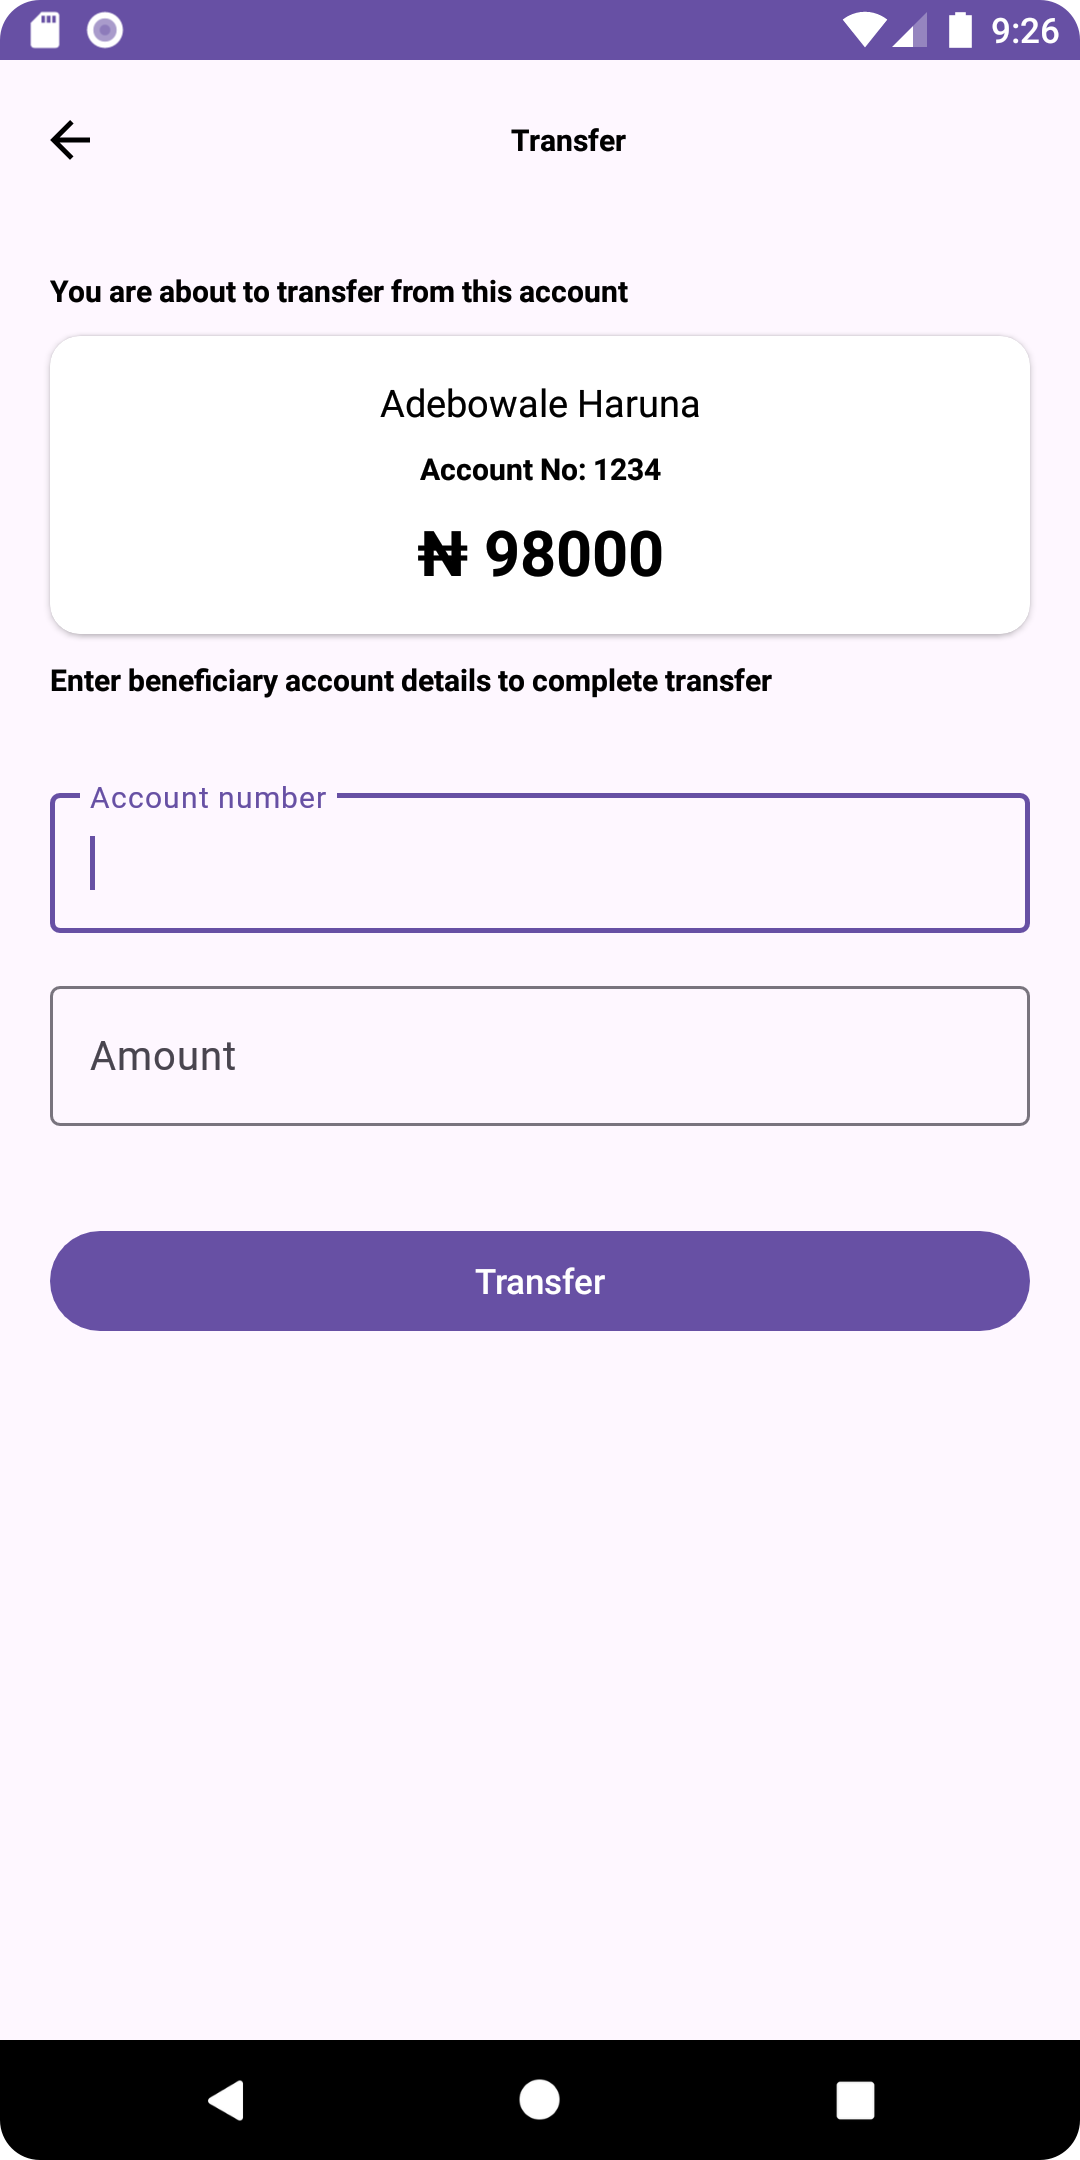 9:26
Transfer
You are about to transfer from this account
Adebowale Haruna
Account No: 1234
₦ 98000
Enter beneficiary account details to complete transfer
Account number
Amount
Transfer